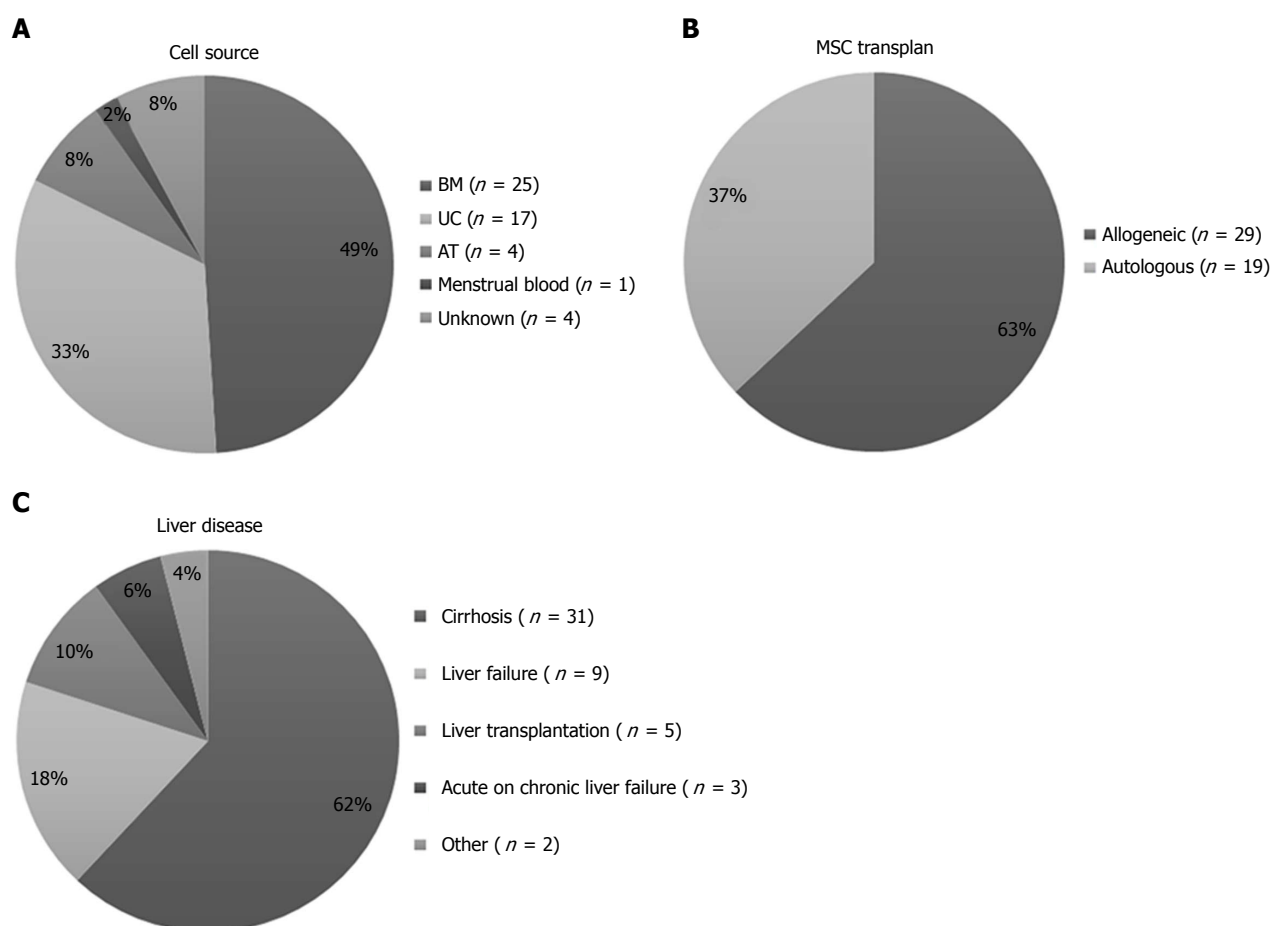 A
Cell source
8%
2%
8%
49%
33%
BM (n = 25)
UC (n = 17)
AT (n = 4)
Menstrual blood (n = 1)
Unknown (n = 4)
B
MSC transplan
37%
63%
Allogeneic (n = 29)
Autologous (n = 19)
C
Liver disease
4%
6%
10%
18%
62%
Cirrhosis ( n = 31)
Liver failure ( n = 9)
Liver transplantation ( n = 5)
Acute on chronic liver failure ( n = 3)
Other ( n = 2)